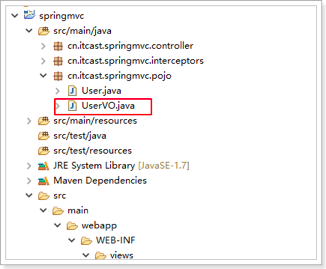 springmvc
src/main/java
cn.itcast.springmvc.controller
cn.itcast.springmvc.interceptors
cn.itcast.springmvc.pojo
User.java
UserVO.java
src/main/resources
src/test/java
src/test/resources
JRE System Library [JavaSE-1.7]
Maven Dependencies
src
main
webapp
WEB-INF
views